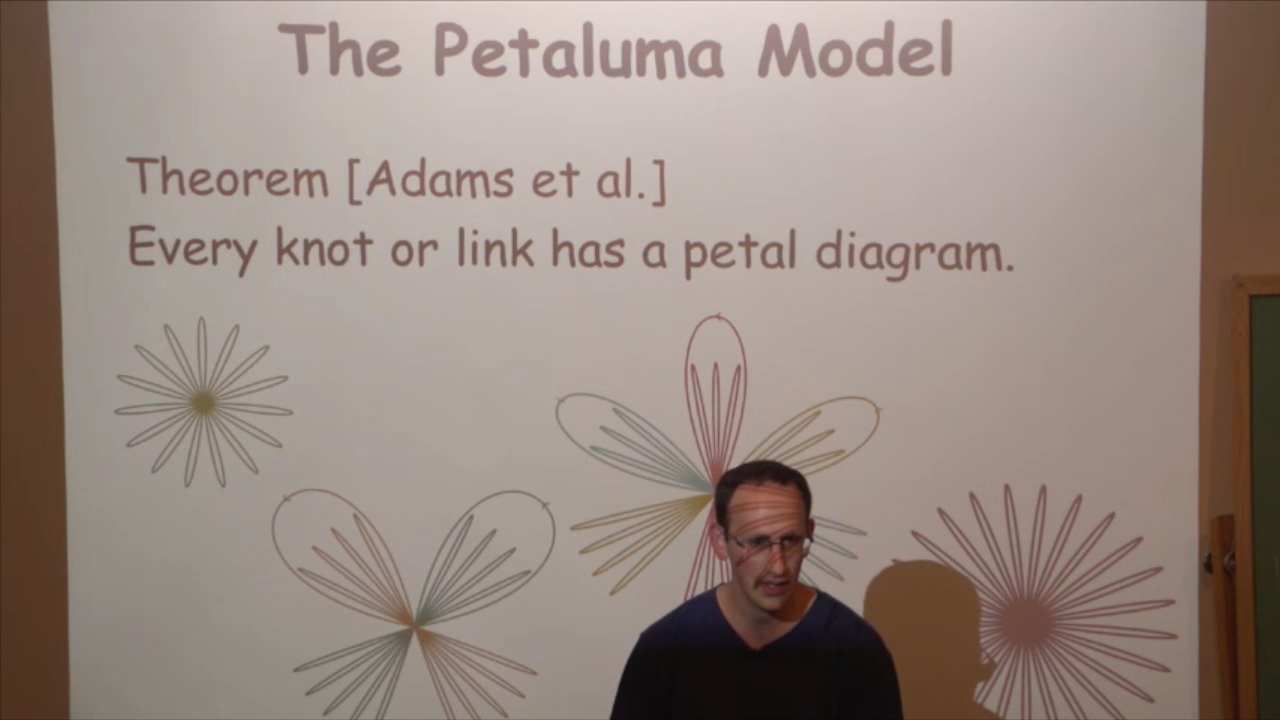 The Petaluma Model
Theorem [Adams et al.]
Every knot or link has a petal diagram.